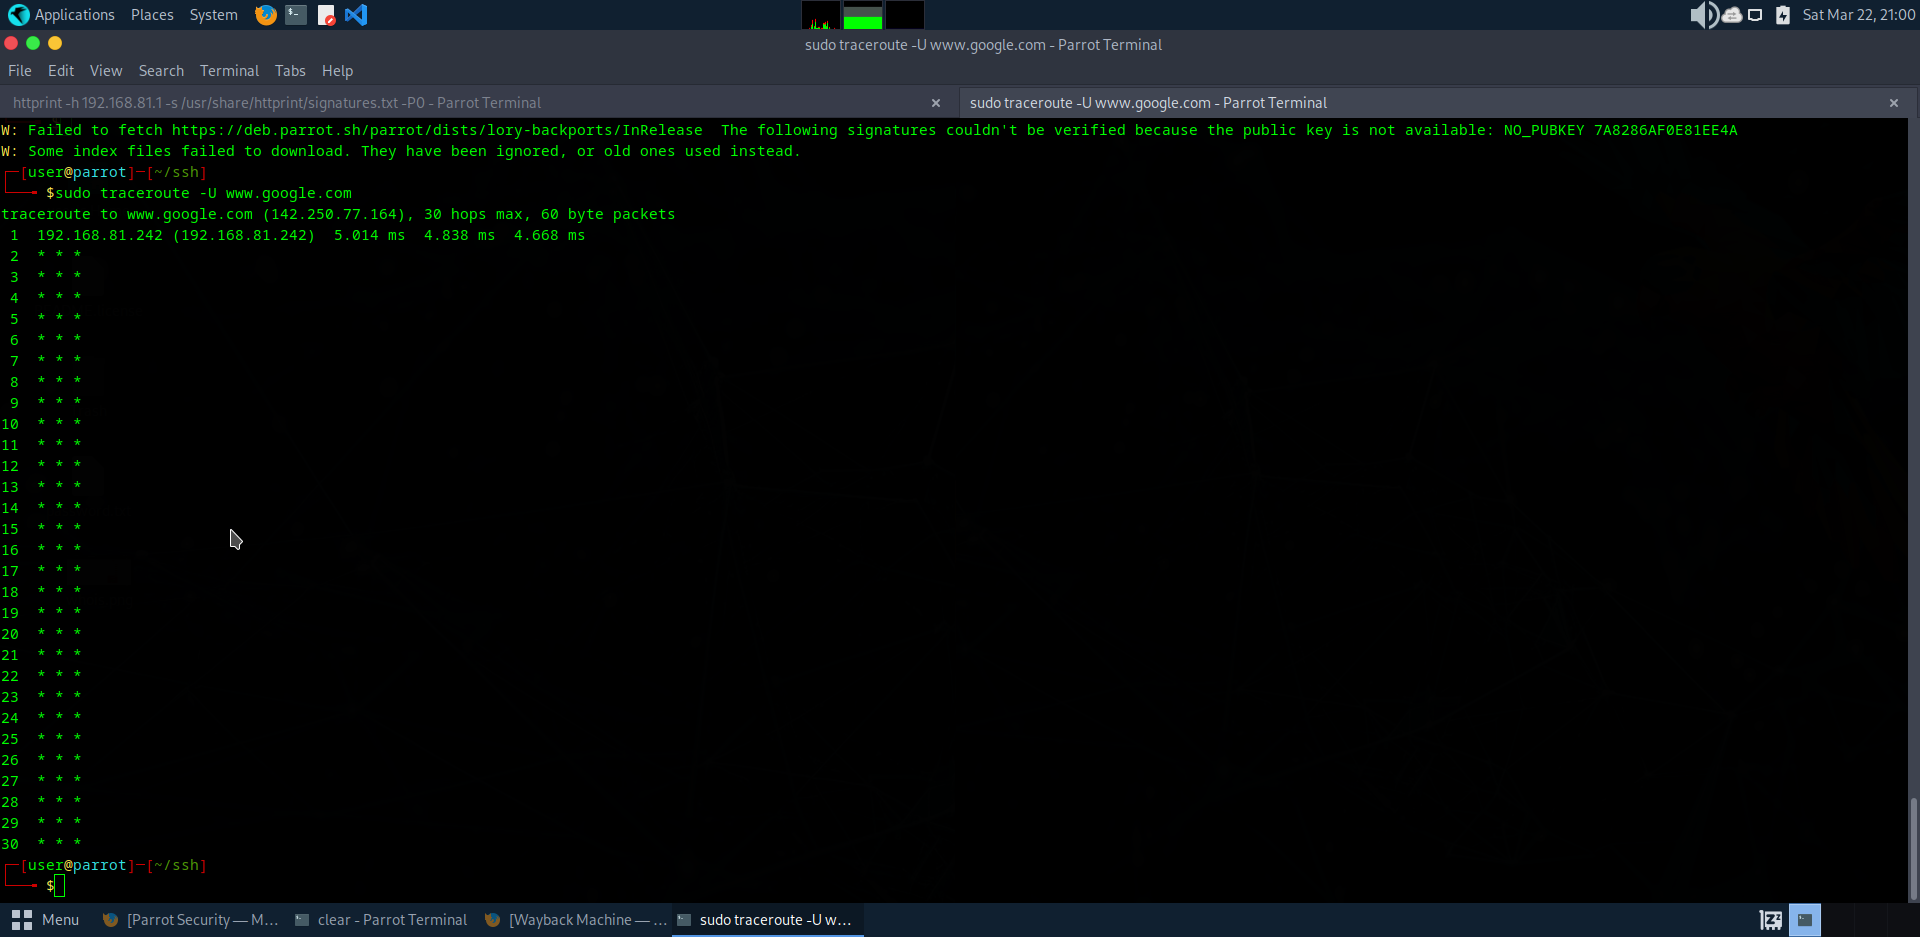 Applications Places System Sat Mar 22, 21:00
sudo traceroute -U www.google.com - Parrot Terminal
File Edit View Search Terminal Tabs Help
httprint -h 192.168.81.1 -s /usr/share/httprint/signatures.txt -P0 - Parrot Terminal × sudo traceroute -U www.google.com - Parrot Terminal ×
W: Failed to fetch https://deb.parrot.sh/parrot/dists/lory-backports/InRelease  The following signatures couldn't be verified because the public key is not available: NO_PUBKEY 7A8286AF0E81EE4A
W: Some index files failed to download. They have been ignored, or old ones used instead.
┌─[user@parrot]─[~/ssh]
└──╼ $sudo traceroute -U www.google.com
traceroute to www.google.com (142.250.77.164), 30 hops max, 60 byte packets
 1  192.168.81.242 (192.168.81.242)  5.014 ms  4.838 ms  4.668 ms
 2  * * *
 3  * * *
 4  * * *
 5  * * *
 6  * * *
 7  * * *
 8  * * *
 9  * * *
10  * * *
11  * * *
12  * * *
13  * * *
14  * * *
15  * * *
16  * * *
17  * * *
18  * * *
19  * * *
20  * * *
21  * * *
22  * * *
23  * * *
24  * * *
25  * * *
26  * * *
27  * * *
28  * * *
29  * * *
30  * * *
┌─[user@parrot]─[~/ssh]
└──╼ $
Menu [Parrot Security — M... clear - Parrot Terminal [Wayback Machine — ... sudo traceroute -U w...